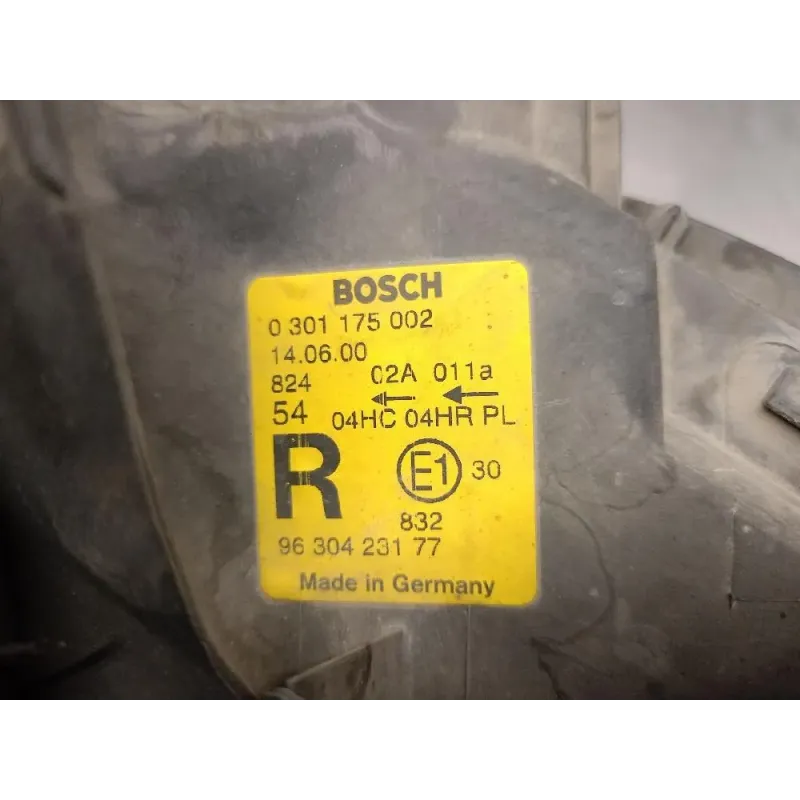 BOSCH
0 301 175 002
14.06.00
824 02A 011a
54 ← ←
04HC 04HR PL
R E1 30
832
96 304 231 77
Made in Germany